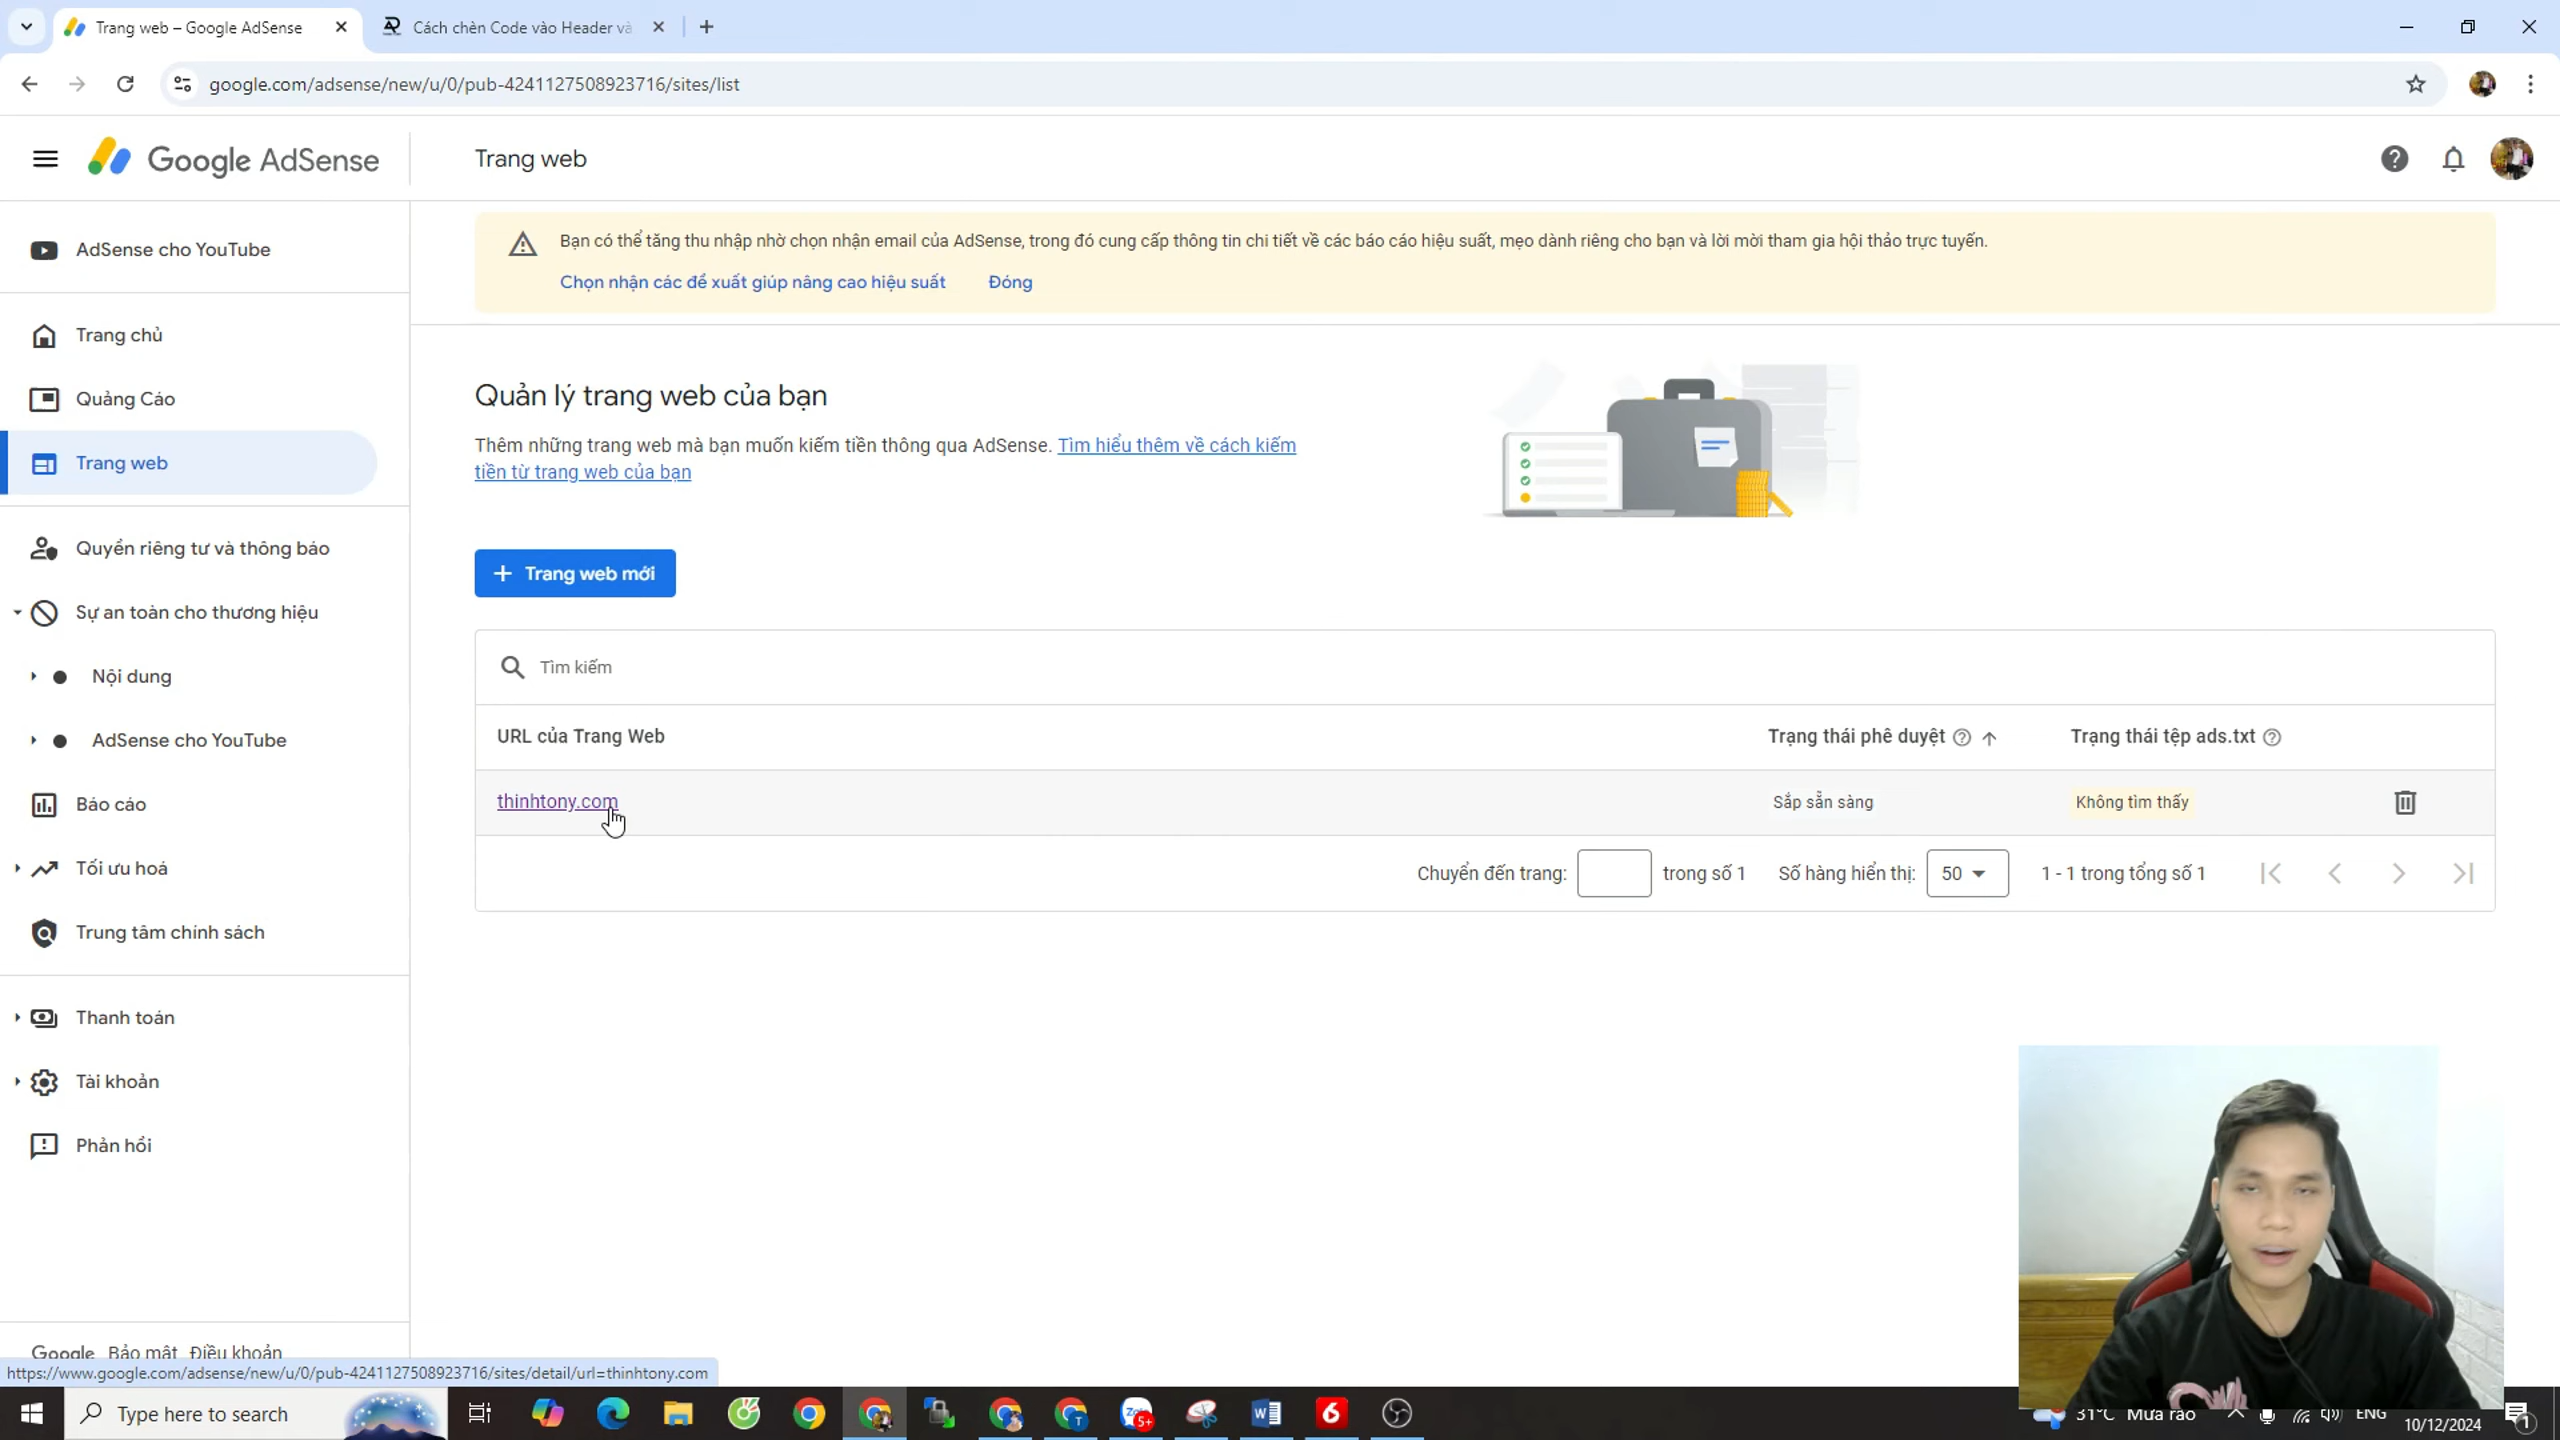 Trang web – Google AdSense
Cách chèn Code vào Header và
google.com/adsense/new/u/0/pub-4241127508923716/sites/list
Google AdSense
Trang web
AdSense cho YouTube
Trang chủ
Quảng Cáo
Trang web
Quyền riêng tư và thông báo
Sự an toàn cho thương hiệu
Nội dung
AdSense cho YouTube
Báo cáo
Tối ưu hoá
Trung tâm chính sách
Thanh toán
Tài khoản
Phản hồi
Google Bảo mật Điều khoản
Bạn có thể tăng thu nhập nhờ chọn nhận email của AdSense, trong đó cung cấp thông tin chi tiết về các báo cáo hiệu suất, mẹo dành riêng cho bạn và lời mời tham gia hội thảo trực tuyến.
Chọn nhận các đề xuất giúp nâng cao hiệu suất Đóng
Quản lý trang web của bạn
Thêm những trang web mà bạn muốn kiếm tiền thông qua AdSense. Tìm hiểu thêm về cách kiếm
tiền từ trang web của bạn
+ Trang web mới
Tìm kiếm
URL của Trang Web Trạng thái phê duyệt Trạng thái tệp ads.txt
thinhtony.com Sắp sẵn sàng Không tìm thấy
Chuyển đến trang: trong số 1 Số hàng hiển thị: 50 1 - 1 trong tổng số 1
https://www.google.com/adsense/new/u/0/pub-4241127508923716/sites/detail/url=thinhtony.com
Type here to search
5+
T
6
31°C Mưa rào
ENG
10/12/2024
1